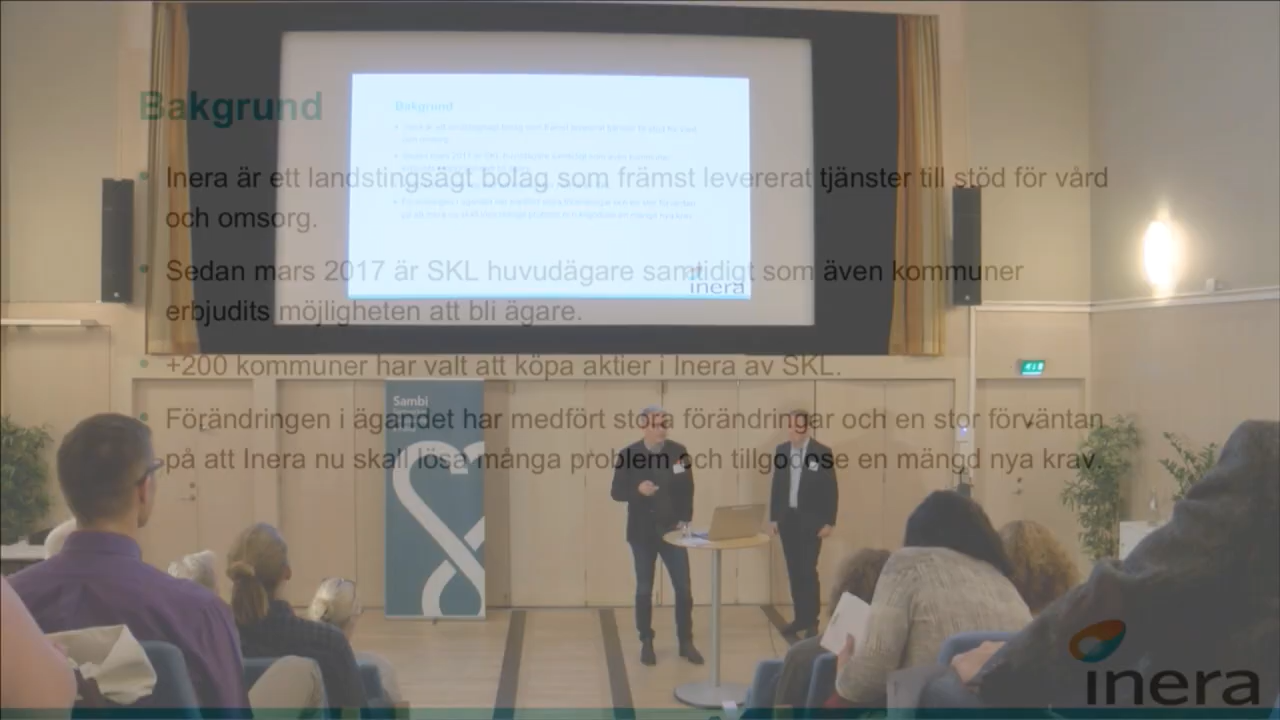 Bakgrund
Inera är ett landstingsägt bolag som främst levererat tjänster till stöd för vård
och omsorg.
Sedan mars 2017 är SKL huvudägare samtidigt som även kommuner
erbjudits möjligheten att bli ägare.
+200 kommuner har valt att köpa aktier i Inera av SKL.
Förändringen i ägandet har medfört stora förändringar och en stor förväntan
på att Inera nu skall lösa många problem och tillgodose en mängd nya krav.
Bakgrund
inera
Sambi
inera